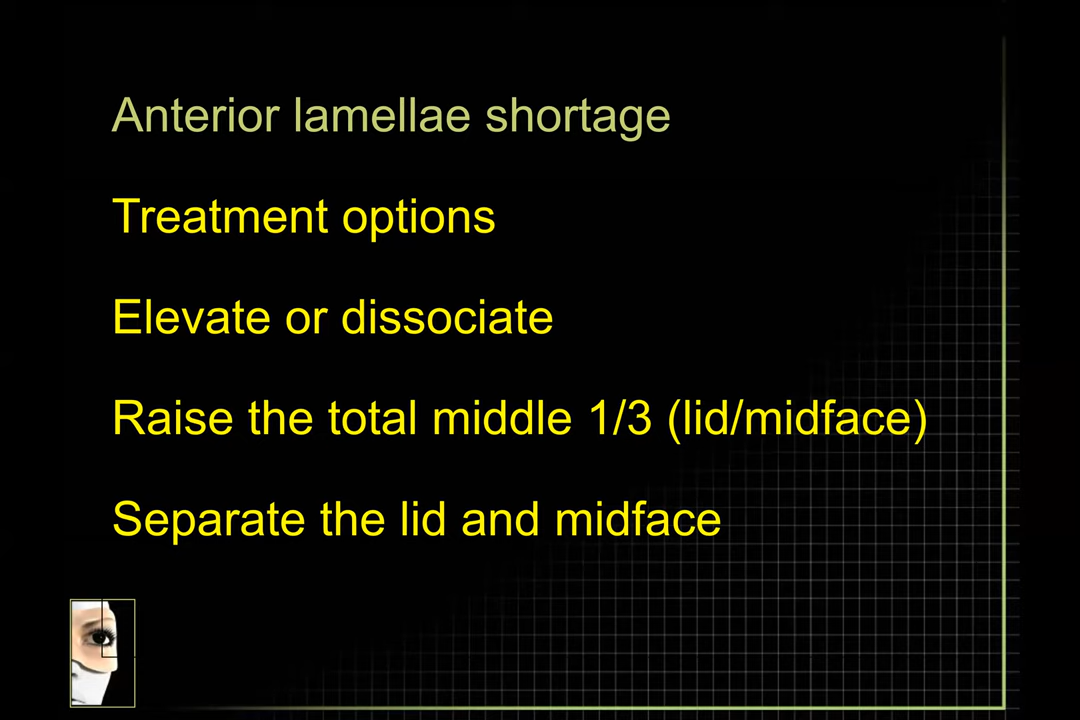 Anterior lamellae shortage
Treatment options
Elevate or dissociate
Raise the total middle 1/3 (lid/midface)
Separate the lid and midface